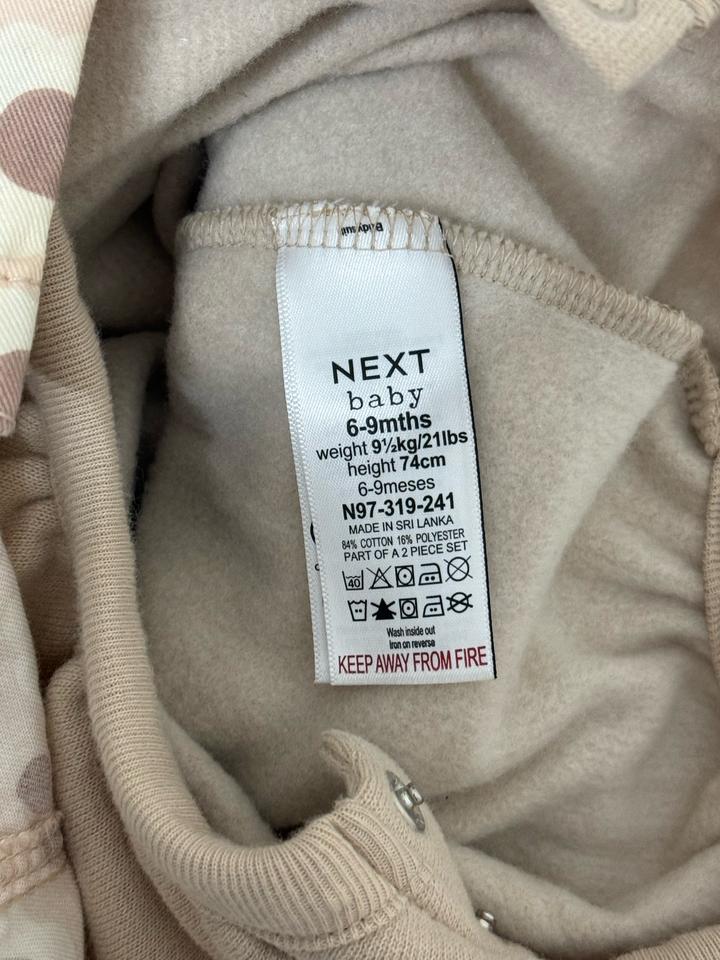 Bodysuit
NEXT
baby
6-9mths
weight 9½kg/21lbs
height 74cm
6-9meses
N97-319-241
MADE IN SRI LANKA
84% COTTON 16% POLYESTER
PART OF A 2 PIECE SET
40
Wash inside out
Iron on reverse
KEEP AWAY FROM FIRE